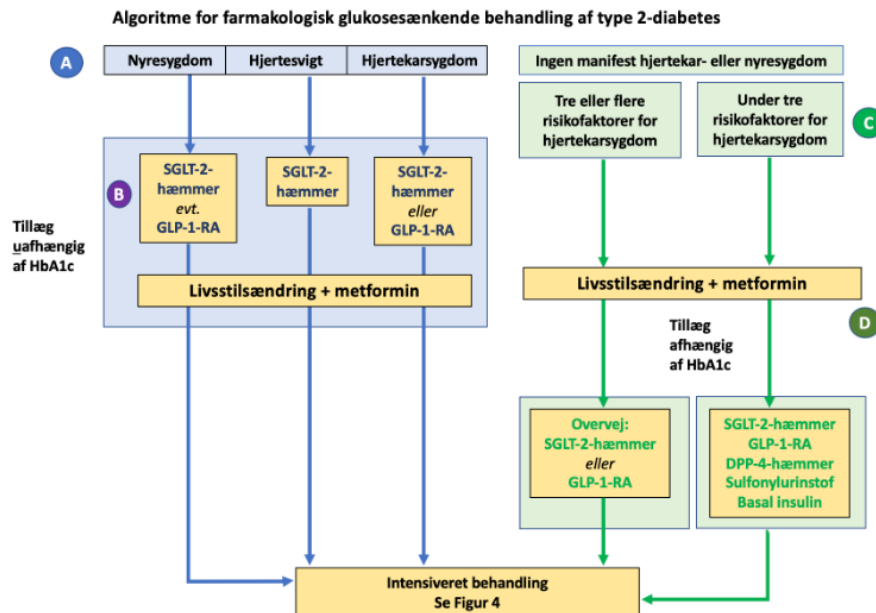 Algoritme for farmakologisk glukosesænkende behandling af type 2-diabetes
A
Nyresygdom
Hjertesvigt
Hjertekarsygdom
B
SGLT-2-
hæmmer
evt.
GLP-1-RA
SGLT-2-
hæmmer
SGLT-2-
hæmmer
eller
GLP-1-RA
Tillæg
uafhængig
af HbA1c
Livsstilsændring + metformin
Ingen manifest hjertekar- eller nyresygdom
Tre eller flere
risikofaktorer for
hjertekarsygdom
Under tre
risikofaktorer for
hjertekarsygdom
C
Livsstilsændring + metformin
D
Tillæg
afhængig
af HbA1c
Overvej:
SGLT-2-hæmmer
eller
GLP-1-RA
SGLT-2-hæmmer
GLP-1-RA
DPP-4-hæmmer
Sulfonylurinstof
Basal insulin
Intensiveret behandling
Se Figur 4